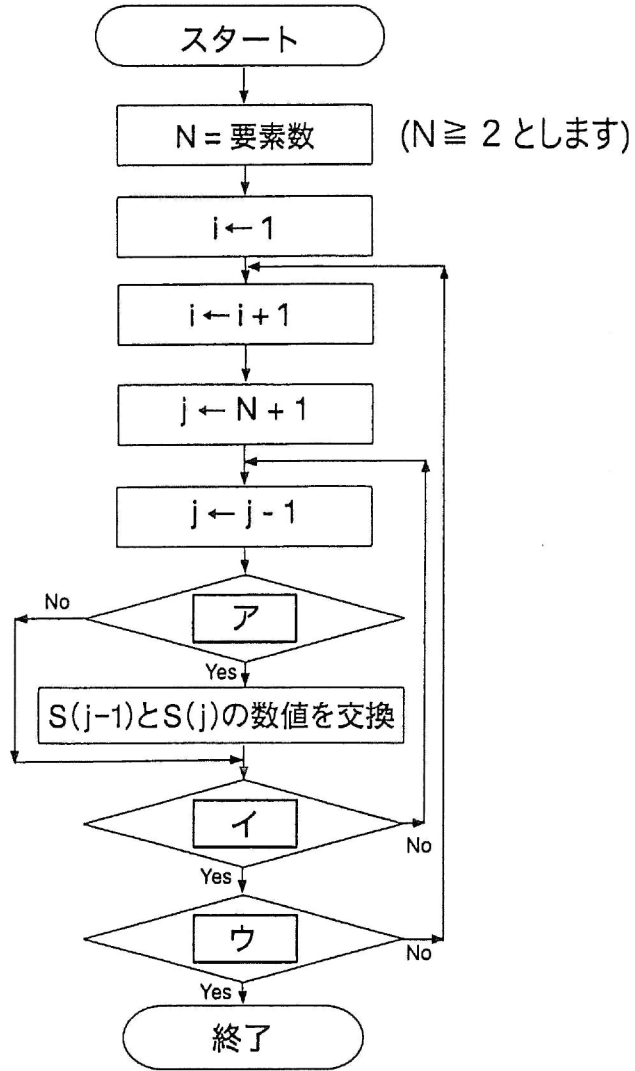 スタート
N = 要素数
(N ≧ 2 とします)
i ← 1
i ← i + 1
j ← N + 1
j ← j - 1
ア
No
Yes
S(j-1)とS(j)の数値を交換
イ
No
Yes
ウ
No
Yes
終了